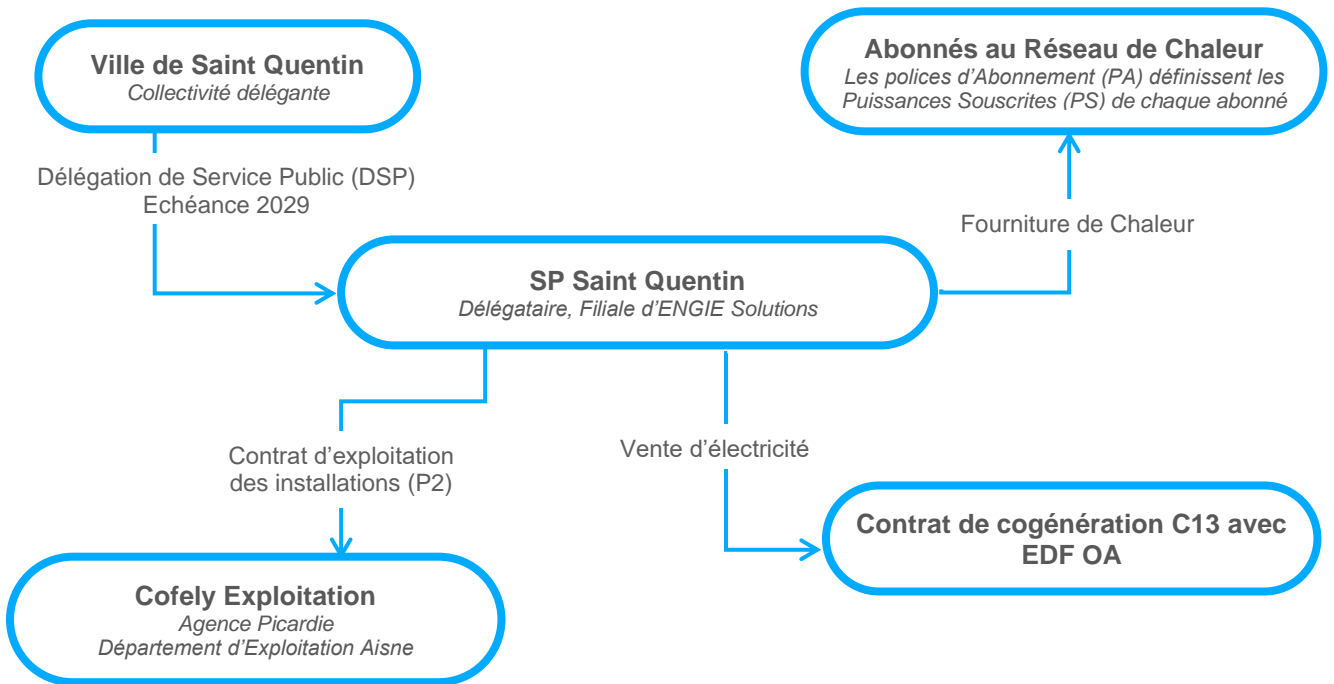 Ville de Saint Quentin
Collectivité délégante
Abonnés au Réseau de Chaleur
Les polices d’Abonnement (PA) définissent les
Puissances Souscrites (PS) de chaque abonné
Délégation de Service Public (DSP)
Echéance 2029
Fourniture de Chaleur
SP Saint Quentin
Délégataire, Filiale d’ENGIE Solutions
Contrat d’exploitation
des installations (P2)
Vente d’électricité
Contrat de cogénération C13 avec
EDF OA
Cofely Exploitation
Agence Picardie
Département d’Exploitation Aisne